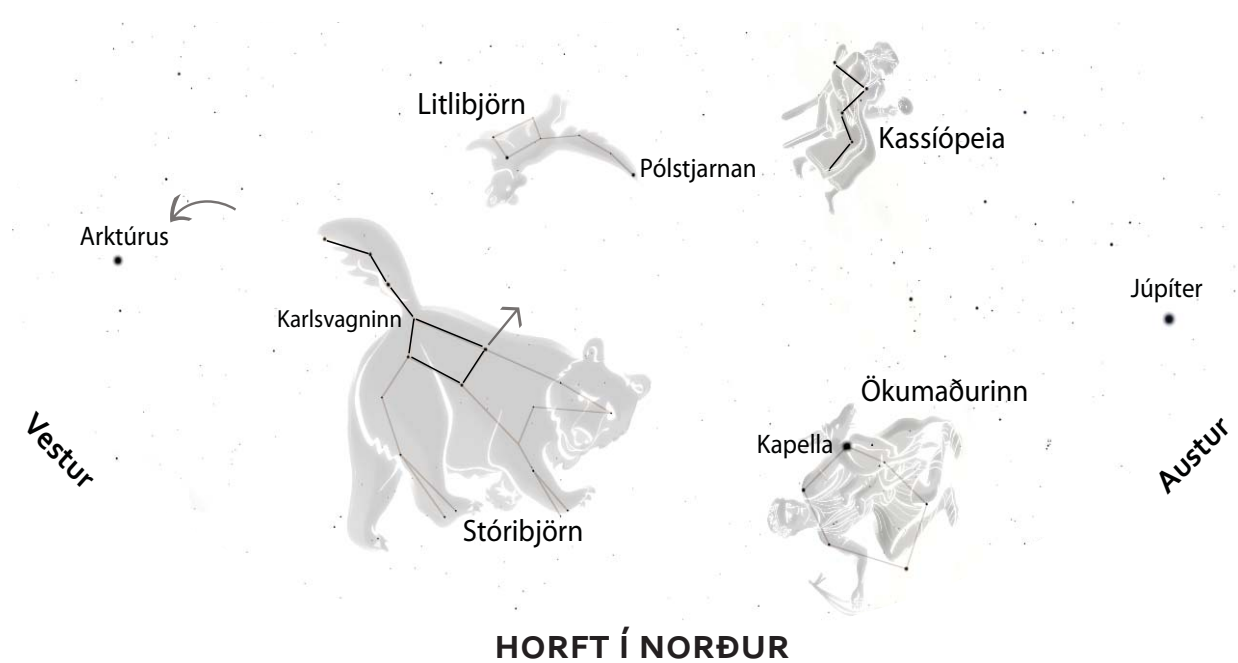 Litlibjörn
Kassíópeia
Pólstjarnan
Arktúrus
Júpíter
Karlsvagninn
Ökumaðurinn
Kapella
Vestur
Austur
Stóribjörn
HORFT Í NORÐUR